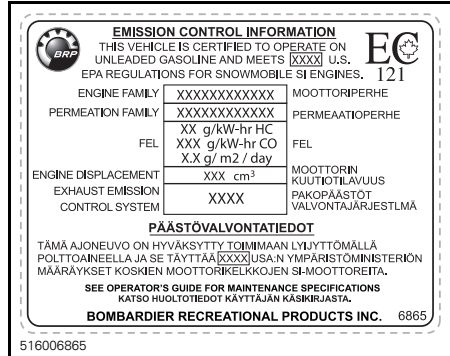 EMISSION CONTROL INFORMATION
BRP
THIS VEHICLE IS CERTIFIED TO OPERATE ON
UNLEADED GASOLINE AND MEETS XXXX U.S.
EPA REGULATIONS FOR SNOWMOBILE SI ENGINES.
EC
121
ENGINE FAMILY XXXXXXXXXXXX MOOTTORIPERHE
PERMEATION FAMILY XXXXXXXXXXXX PERMEAATIOPERHE
XX g/kW-hr HC
FEL XXX g/kW-hr CO FEL
X.X g/ m2 / day
ENGINE DISPLACEMENT XXX cm³ MOOTTORIN KUUTIOTILAVUUS
EXHAUST EMISSION CONTROL SYSTEM XXXX PAKOPÄÄSTÖT VALVONTAJÄRJESTLMÄ
PÄÄSTÖVALVONTATIEDOT
TÄMÄ AJONEUVO ON HYVÄKSYTTY TOIMIMAAN LYIJYTTÖMÄLLÄ
POLTTOAINEELLA JA SE TÄYTTÄÄ XXXX USA:N YMPÄRISTÖMINISTERIÖN
MÄÄRÄYKSET KOSKIEN MOOTTORIKELKKOJEN SI-MOOTTOREITA.
SEE OPERATOR'S GUIDE FOR MAINTENANCE SPECIFICATIONS
KATSO HUOLTOTIEDOT KÄYTTÄJÄN KÄSIKIRJASTA.
BOMBARDIER RECREATIONAL PRODUCTS INC. 6865
516006865